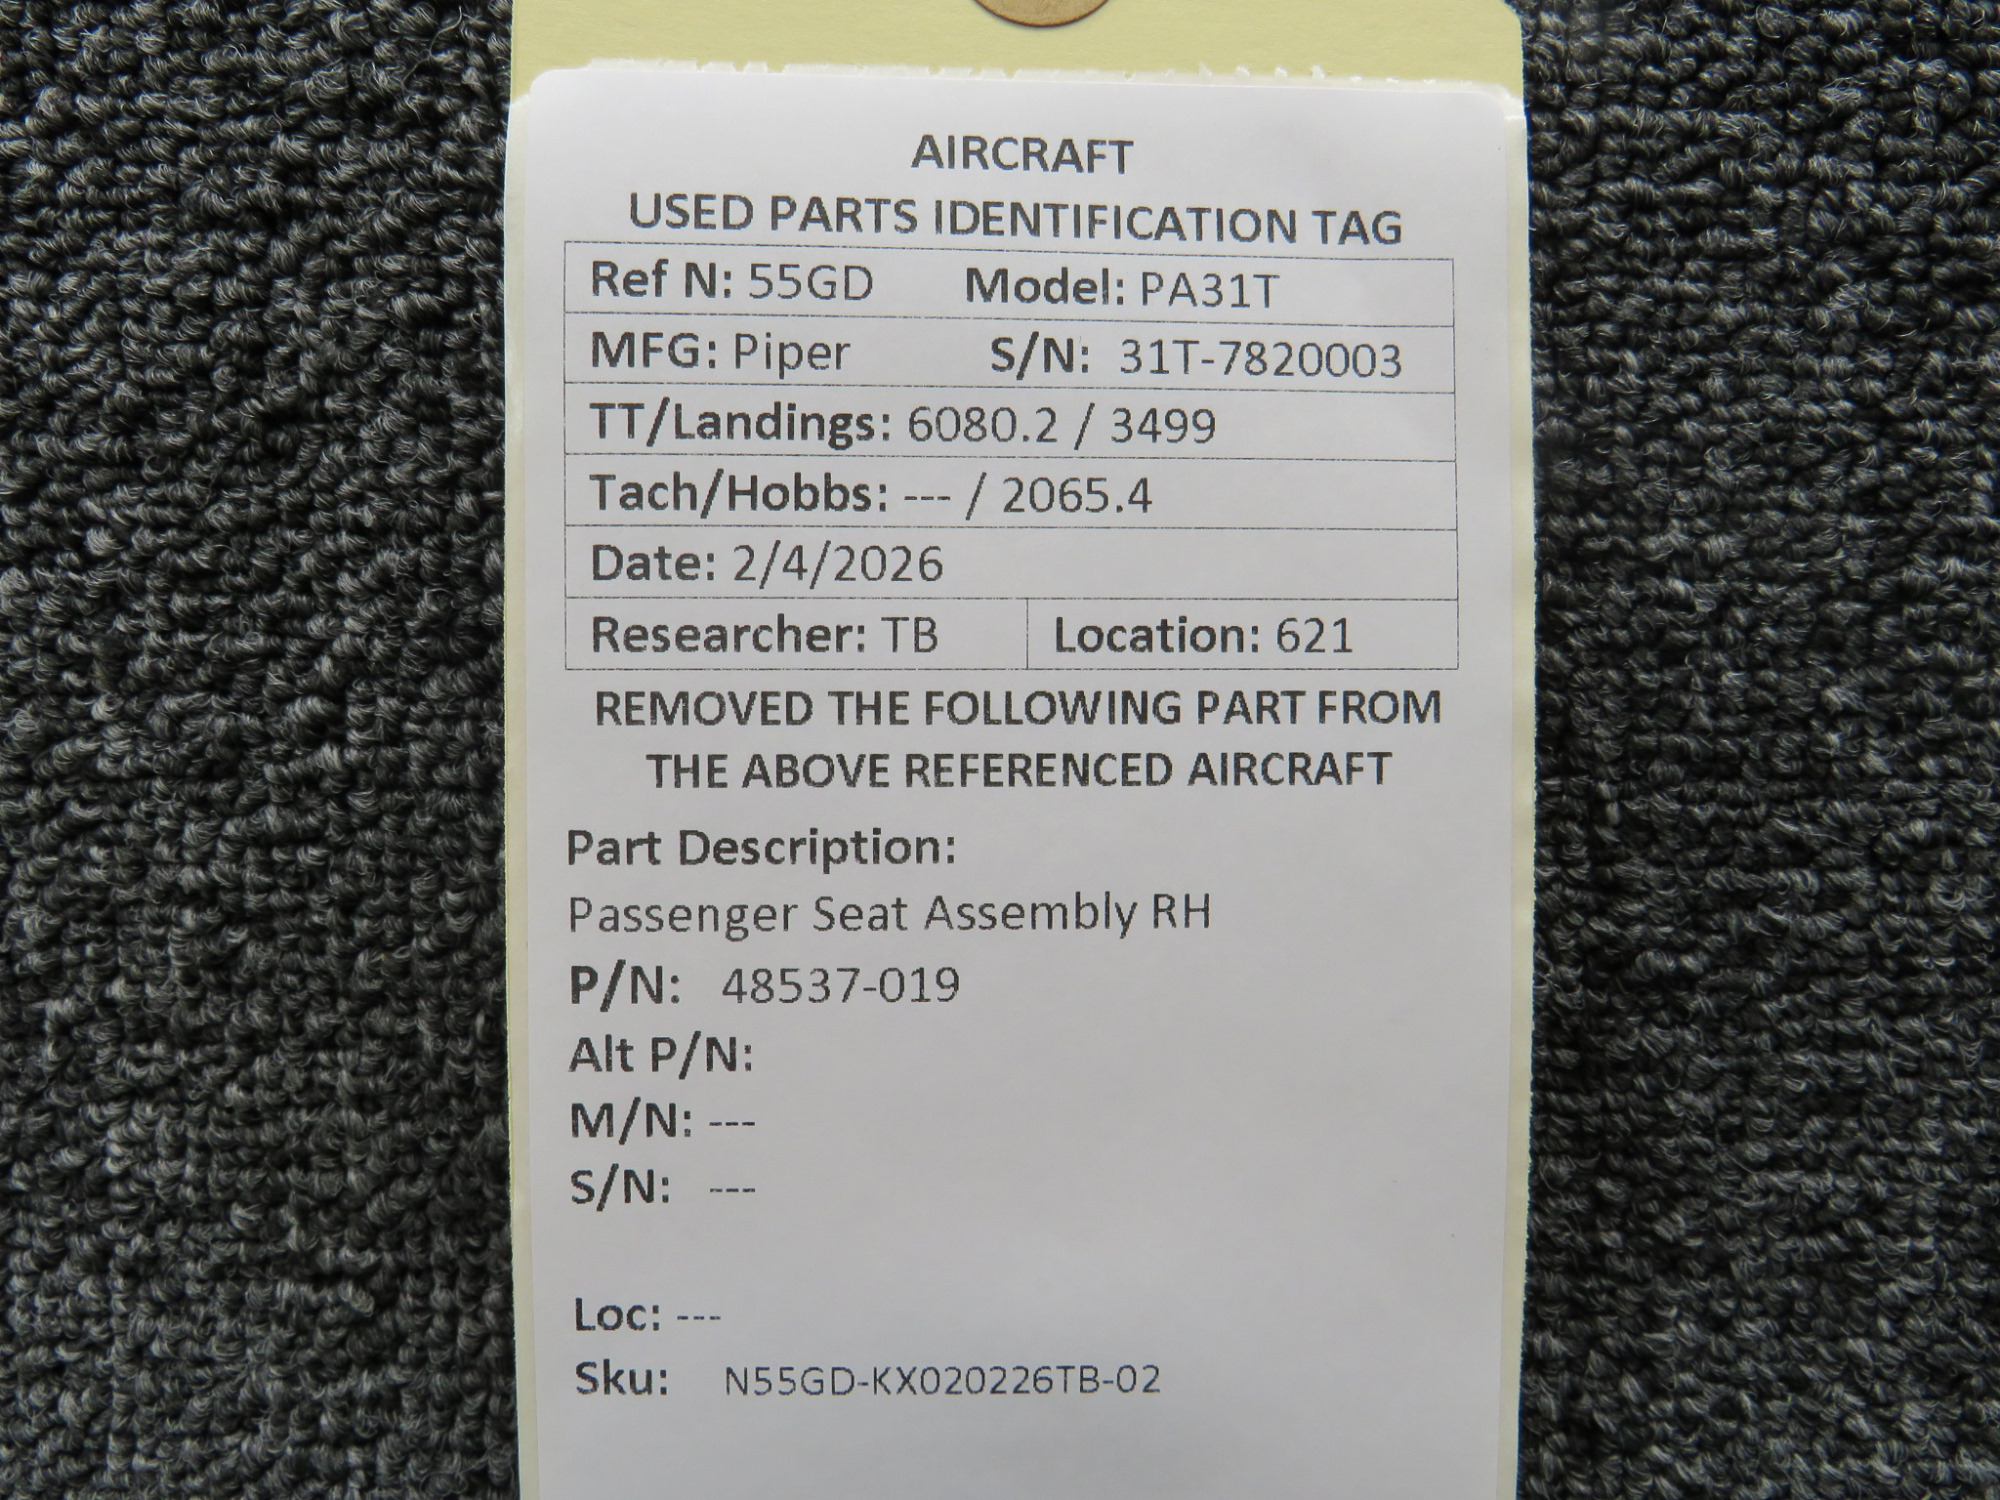 AIRCRAFT
USED PARTS IDENTIFICATION TAG
Ref N: 55GD Model: PA31T
MFG: Piper S/N: 31T-7820003
TT/Landings: 6080.2 / 3499
Tach/Hobbs: --- / 2065.4
Date: 2/4/2026
Researcher: TB Location: 621
REMOVED THE FOLLOWING PART FROM
THE ABOVE REFERENCED AIRCRAFT
Part Description:
Passenger Seat Assembly RH
P/N: 48537-019
Alt P/N:
M/N: ---
S/N: ---
Loc: ---
Sku: N55GD-KX020226TB-02